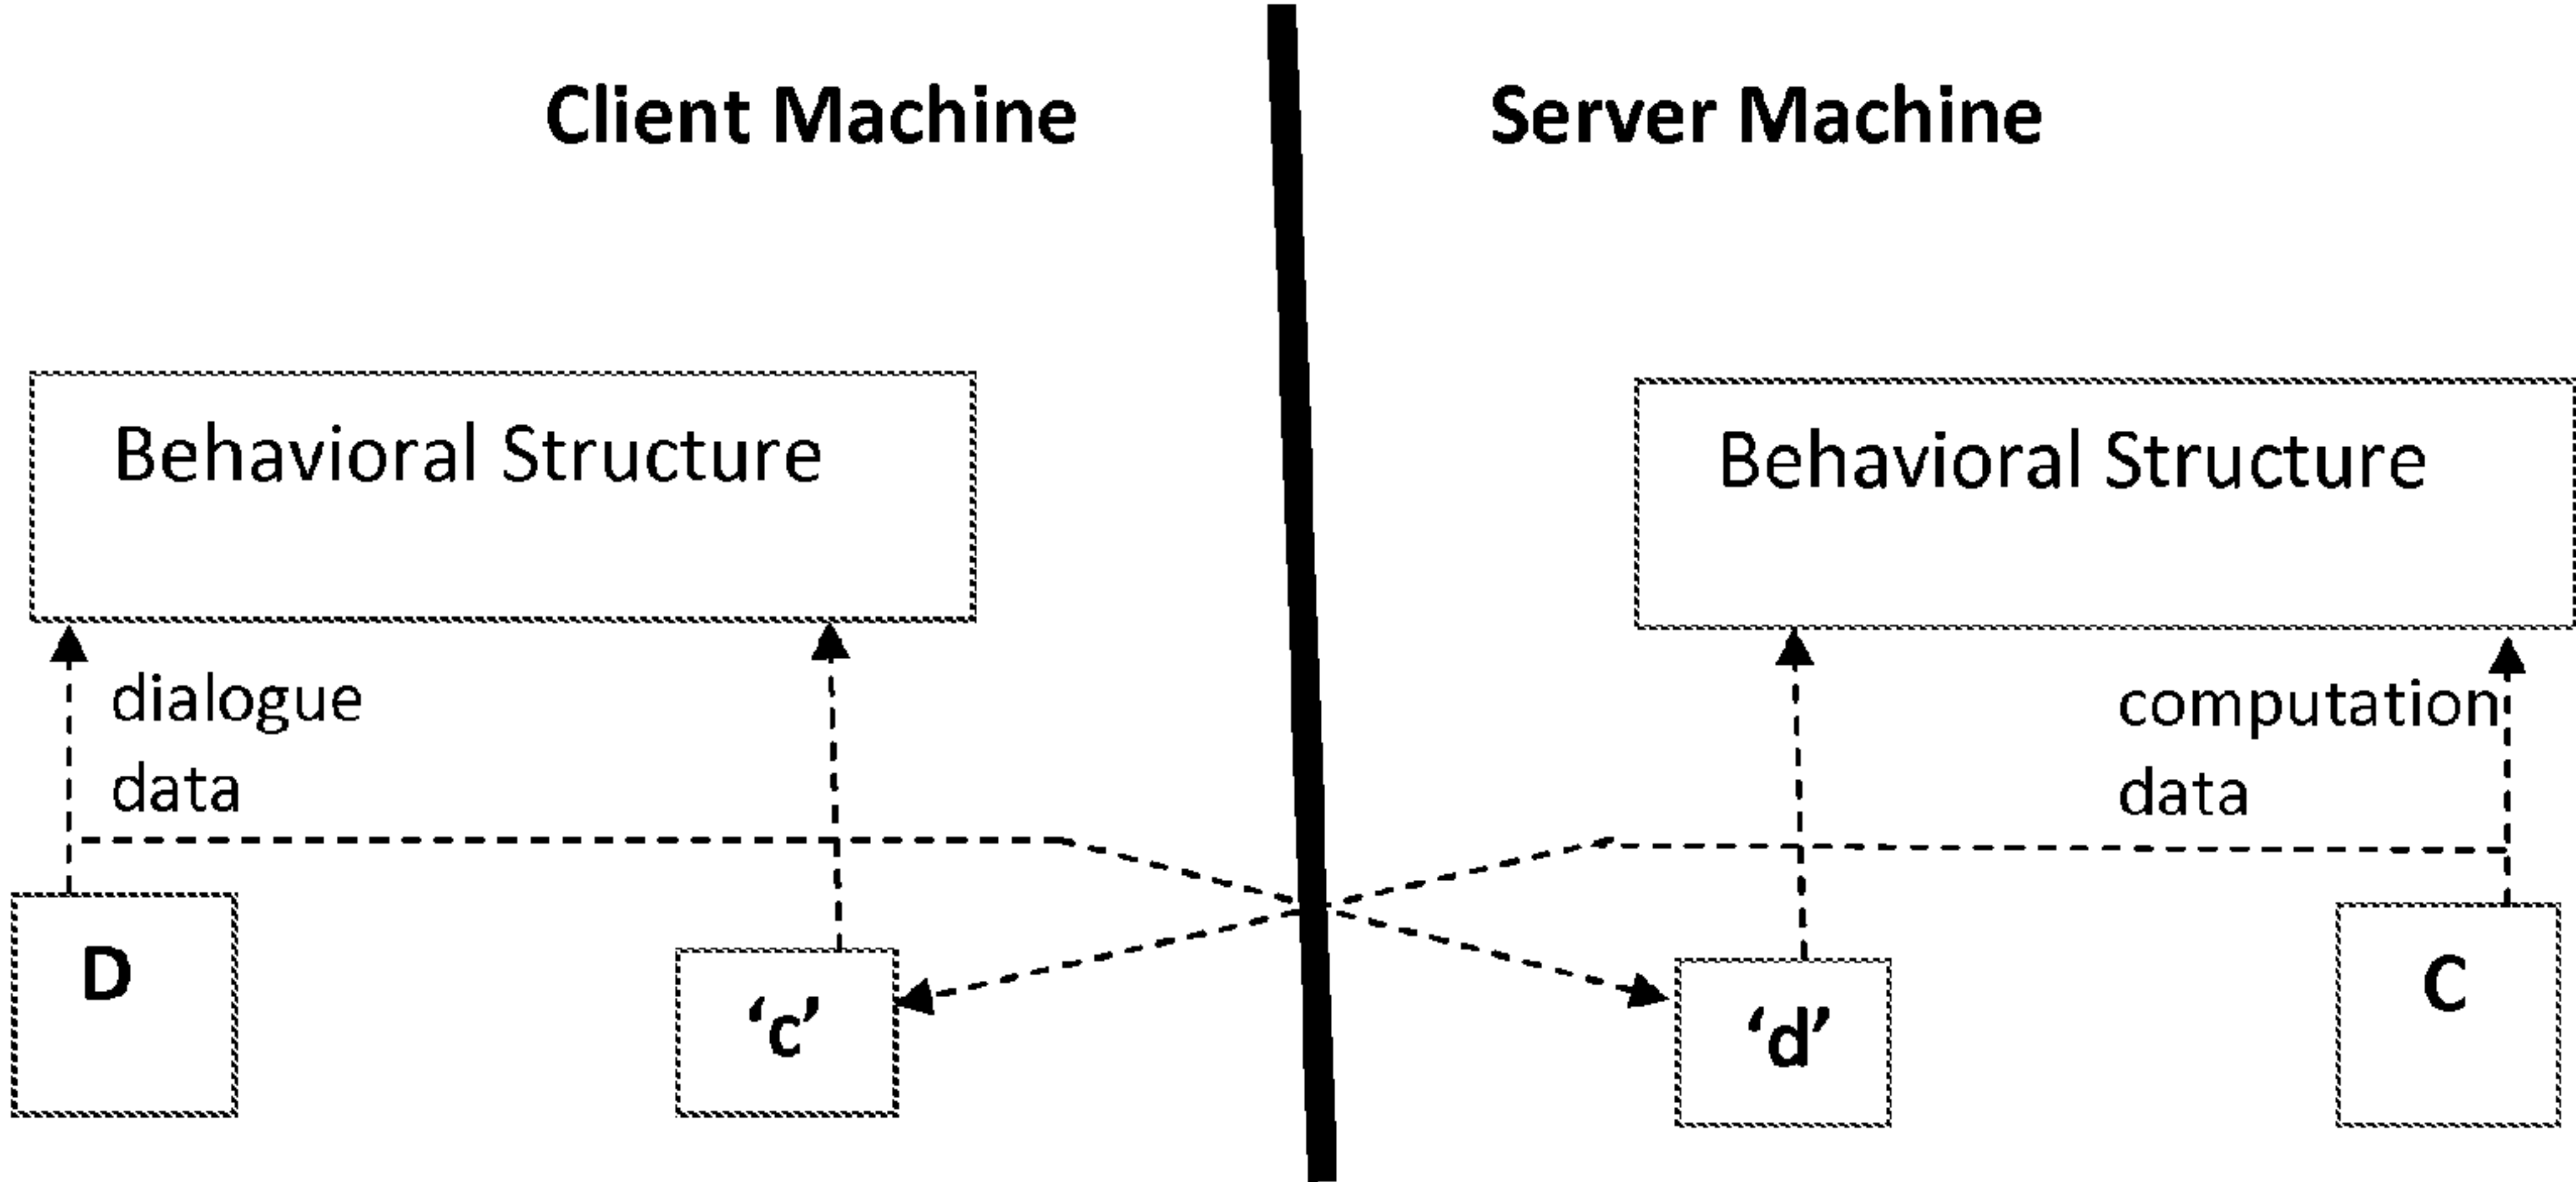 Client Machine
Server Machine
Behavioral Structure
Behavioral Structure
dialogue
data
computation
data
D
‘c’
‘d’
C